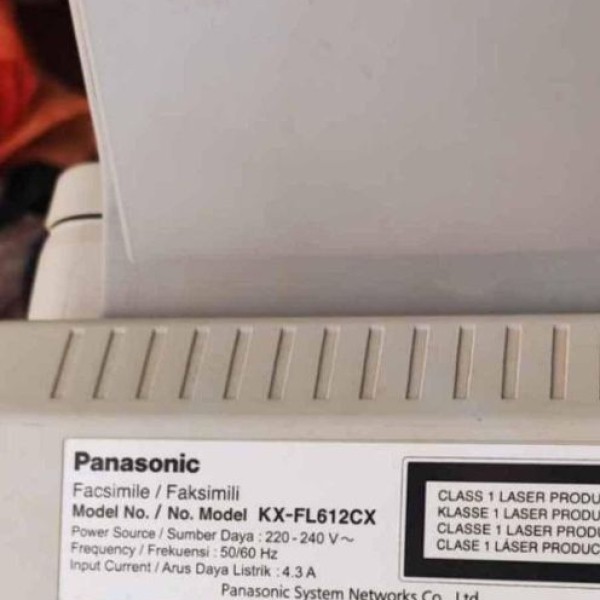 Panasonic
Facsimile / Faksimili
Model No. / No. Model KX-FL612CX
Power Source / Sumber Daya : 220 - 240 V ~
Frequency / Frekuensi : 50/60 Hz
Input Current / Arus Daya Listrik : 4.3 A
Panasonic System Networks Co., Ltd.
CLASS 1 LASER PRODU
KLASSE 1 LASER PRODU
CLASSE 1 LASER PRODU
CLASE 1 LÁSER PRODUC